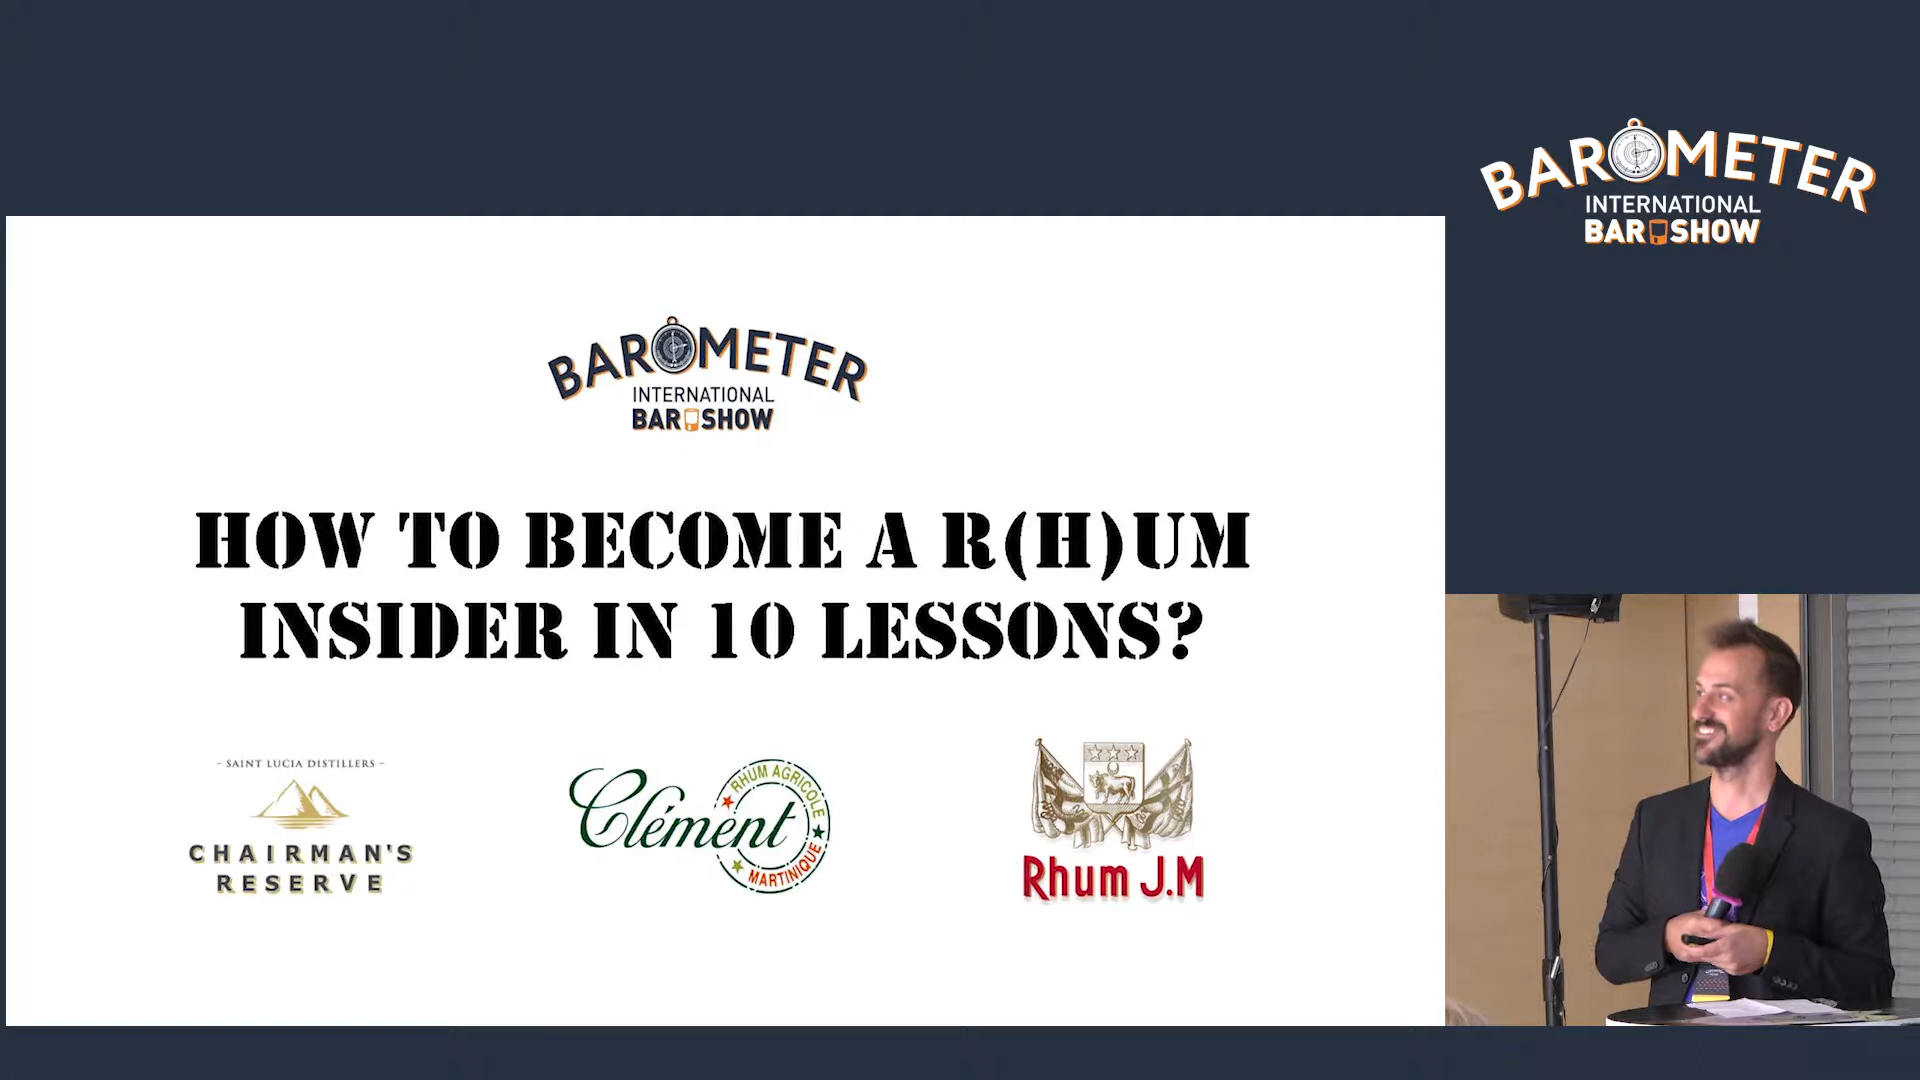 BAROMETER
INTERNATIONAL
BAR SHOW
BAROMETER
INTERNATIONAL
BAR SHOW
HOW TO BECOME A R(H)UM
INSIDER IN 10 LESSONS?
- SAINT LUCIA DISTILLERS -
CHAIRMAN'S
RESERVE
Clément
RHUM AGRICOLE
MARTINIQUE
Rhum J.M